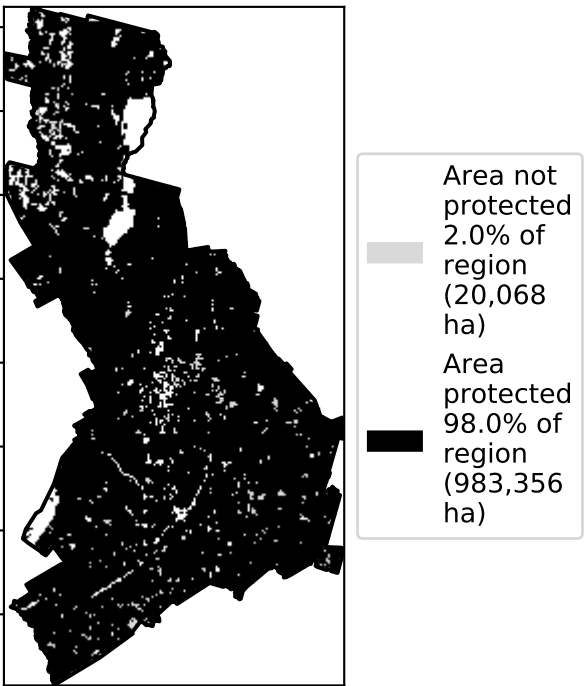 Area not
protected
2.0% of
region
(20,068
ha)
Area
protected
98.0% of
region
(983,356
ha)